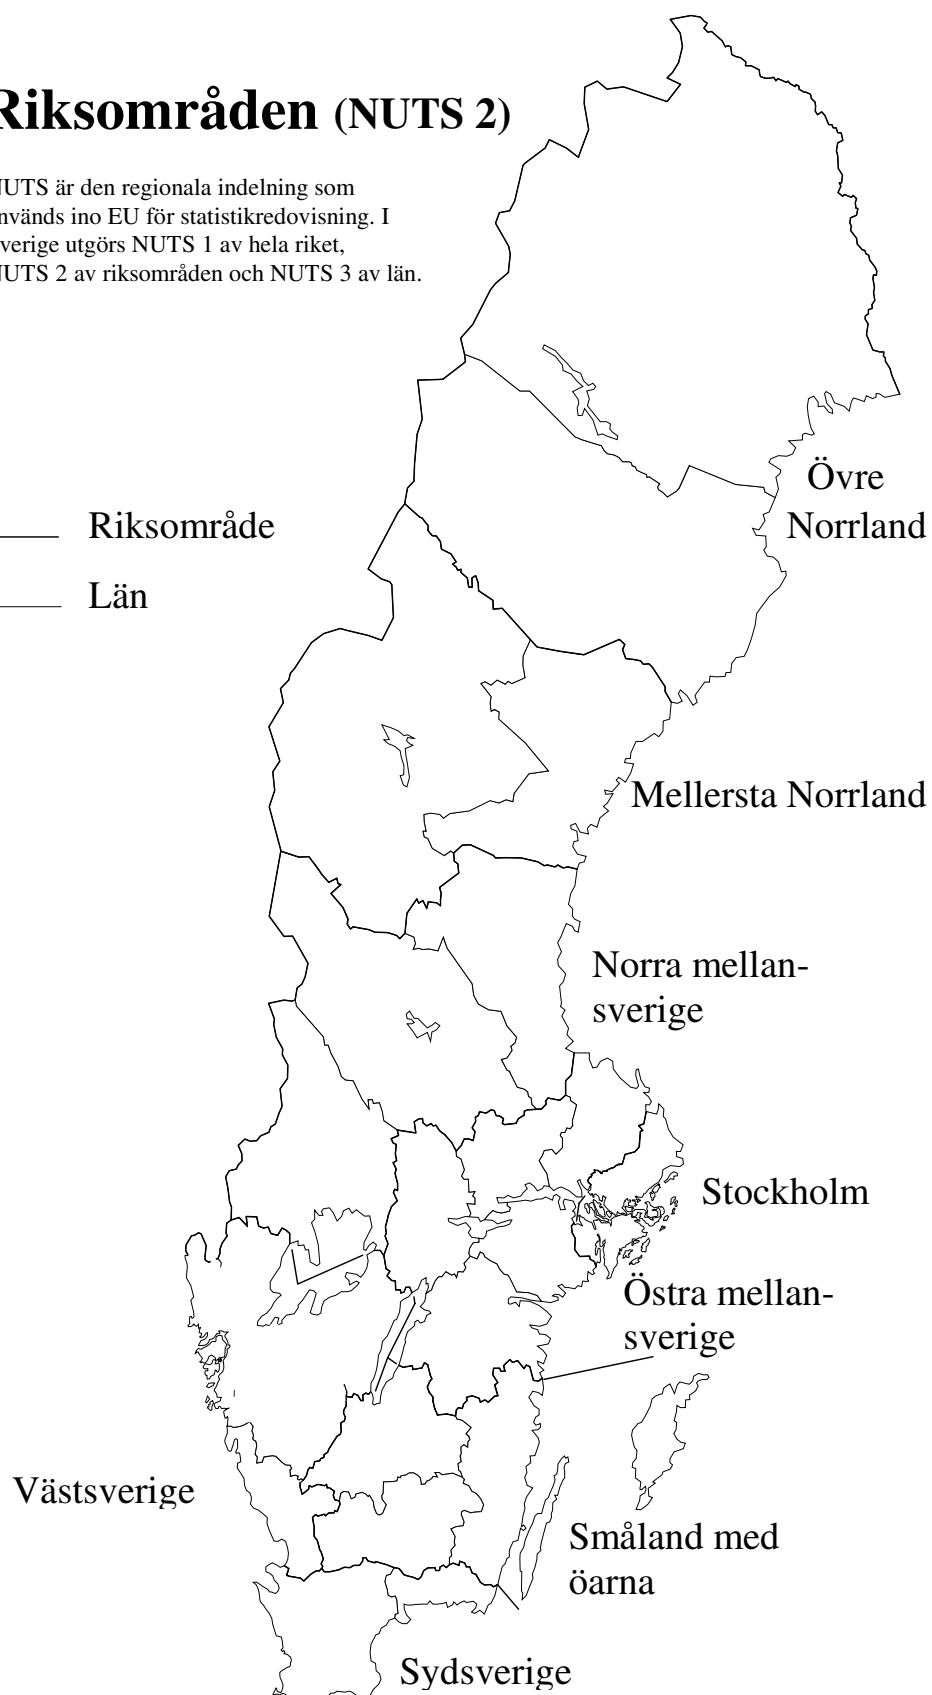 Riksområden (NUTS 2)
NUTS är den regionala indelning som
nvänds ino EU för statistikredovisning. I
verige utgörs NUTS 1 av hela riket,
NUTS 2 av riksområden och NUTS 3 av län.
Övre
Norrland
Riksområde
Län
Mellersta Norrland
Norra mellan-
sverige
Stockholm
Östra mellan-
sverige
Västsverige
Småland med
öarna
Sydsverige